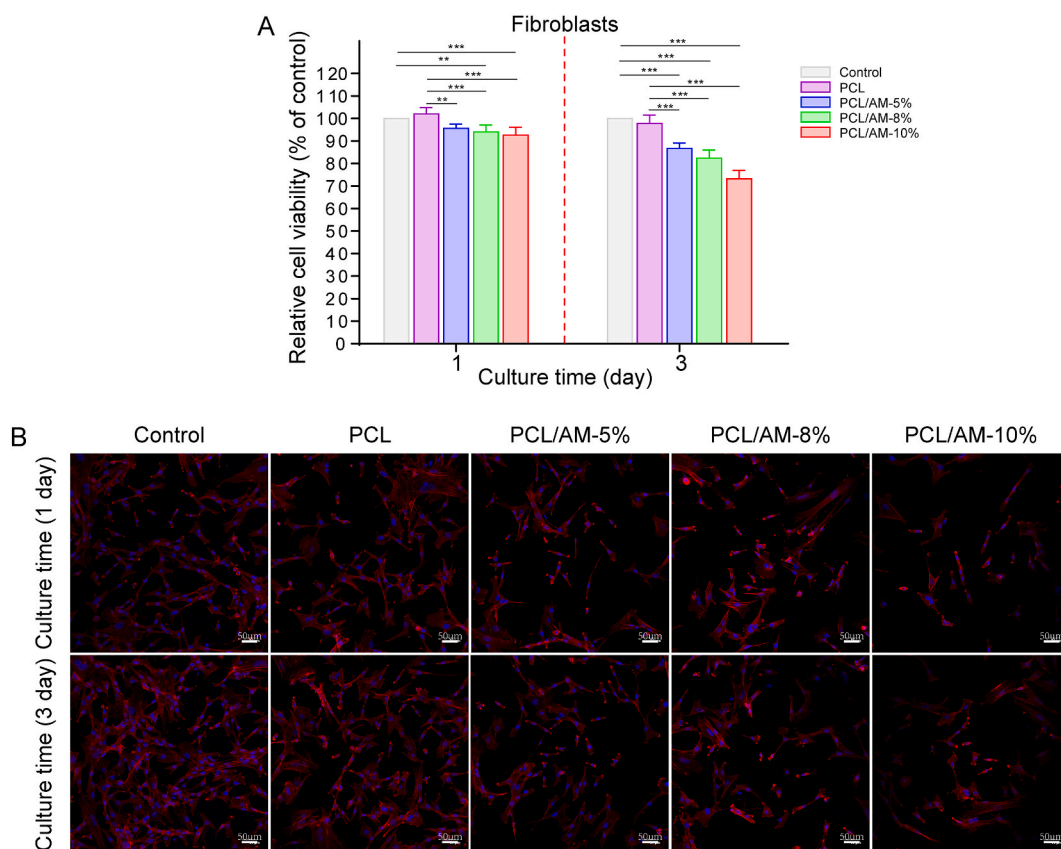 A
Fibroblasts
Relative cell viability (% of control)
120
110
100
90
80
70
60
50
40
30
20
10
0
***
**
***
***
**
***
***
***
***
***
***
1
3
Culture time (day)
Control
PCL
PCL/AM-5%
PCL/AM-8%
PCL/AM-10%
B
Control PCL PCL/AM-5% PCL/AM-8% PCL/AM-10%
Culture time (1 day)
50μm 50μm 50μm 50μm 50μm
Culture time (3 day)
50μm 50μm 50μm 50μm 50μm